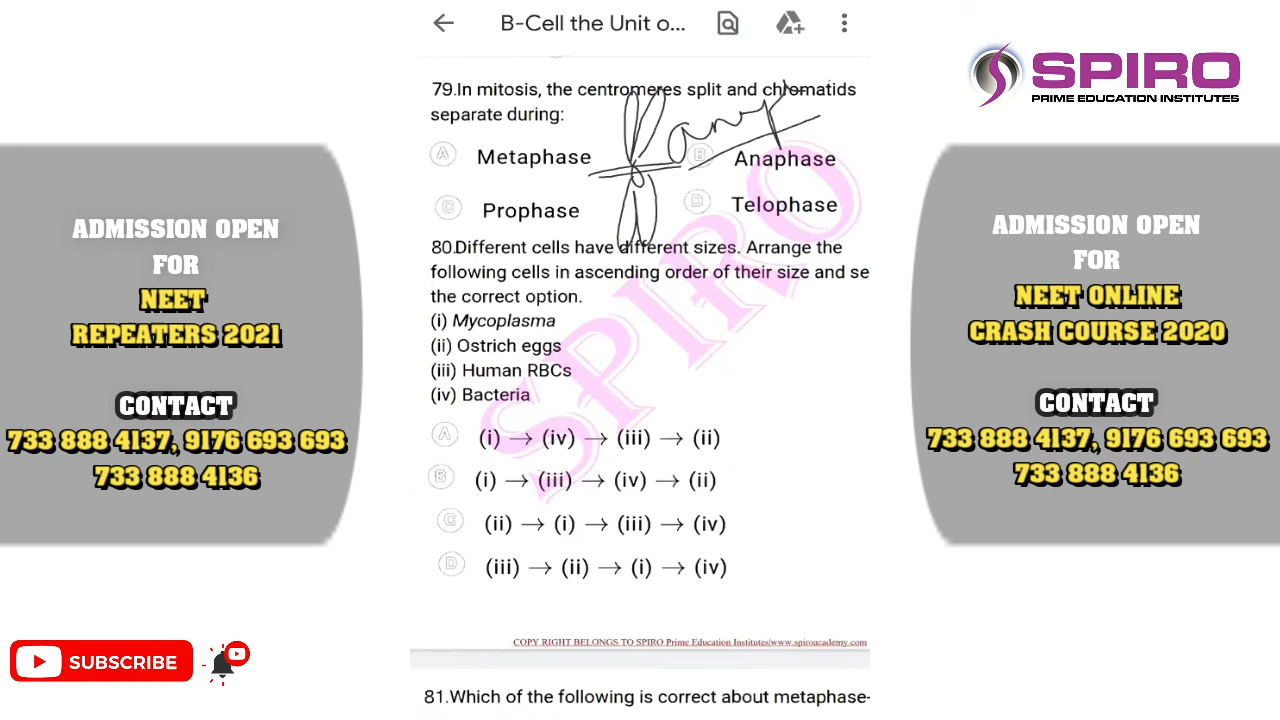 B-Cell the Unit o...
SPIRO
PRIME EDUCATION INSTITUTES
79.In mitosis, the centromeres split and chromatids
separate during:
A Metaphase
B Anaphase
C Prophase
D Telophase
80.Different cells have different sizes. Arrange the
following cells in ascending order of their size and se
the correct option.
(i) Mycoplasma
(ii) Ostrich eggs
(iii) Human RBCs
(iv) Bacteria
A (i) → (iv) → (iii) → (ii)
B (i) → (iii) → (iv) → (ii)
C (ii) → (i) → (iii) → (iv)
D (iii) → (ii) → (i) → (iv)
SPIRO
COPY RIGHT BELONGS TO SPIRO Prime Education Institutes|www.spiroacademy.com
81.Which of the following is correct about metaphase-
ADMISSION OPEN
FOR
NEET
REPEATERS 2021
CONTACT
733 888 4137, 9176 693 693
733 888 4136
ADMISSION OPEN
FOR
NEET ONLINE
CRASH COURSE 2020
CONTACT
733 888 4137, 9176 693 693
733 888 4136
SUBSCRIBE